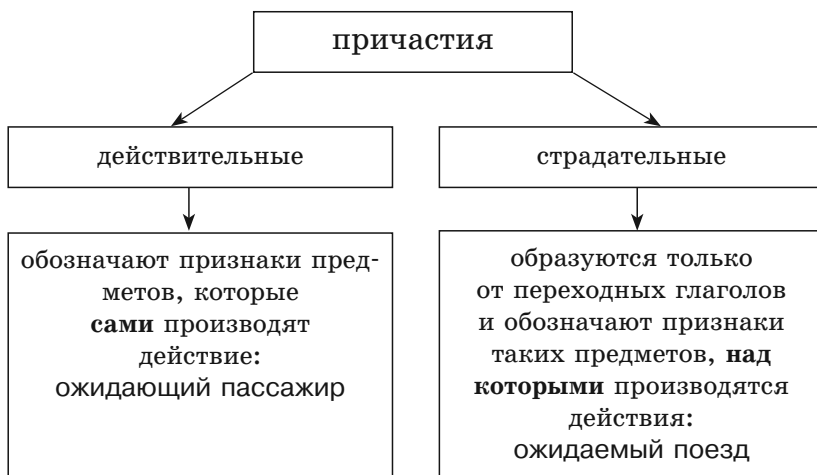 причастия
действительные
страдательные
обозначают признаки пред-
метов, которые
сами производят
действие:
ожидающий пассажир
образуются только
от переходных глаголов
и обозначают признаки
таких предметов, над
которыми производятся
действия:
ожидаемый поезд